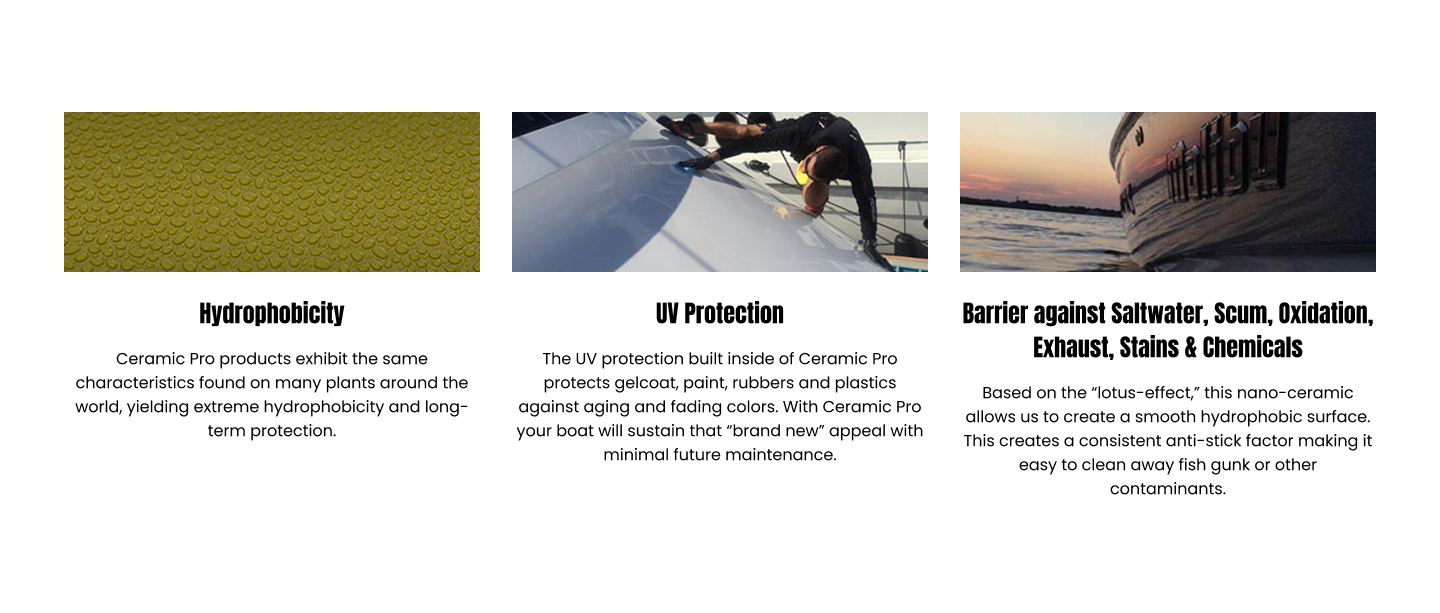 Malibu
Hydrophobicity
Ceramic Pro products exhibit the same
characteristics found on many plants around the
world, yielding extreme hydrophobicity and long-
term protection.
UV Protection
The UV protection built inside of Ceramic Pro
protects gelcoat, paint, rubbers and plastics
against aging and fading colors. With Ceramic Pro
your boat will sustain that “brand new” appeal with
minimal future maintenance.
Barrier against Saltwater, Scum, Oxidation,
Exhaust, Stains & Chemicals
Based on the “lotus-effect,” this nano-ceramic
allows us to create a smooth hydrophobic surface.
This creates a consistent anti-stick factor making it
easy to clean away fish gunk or other
contaminants.